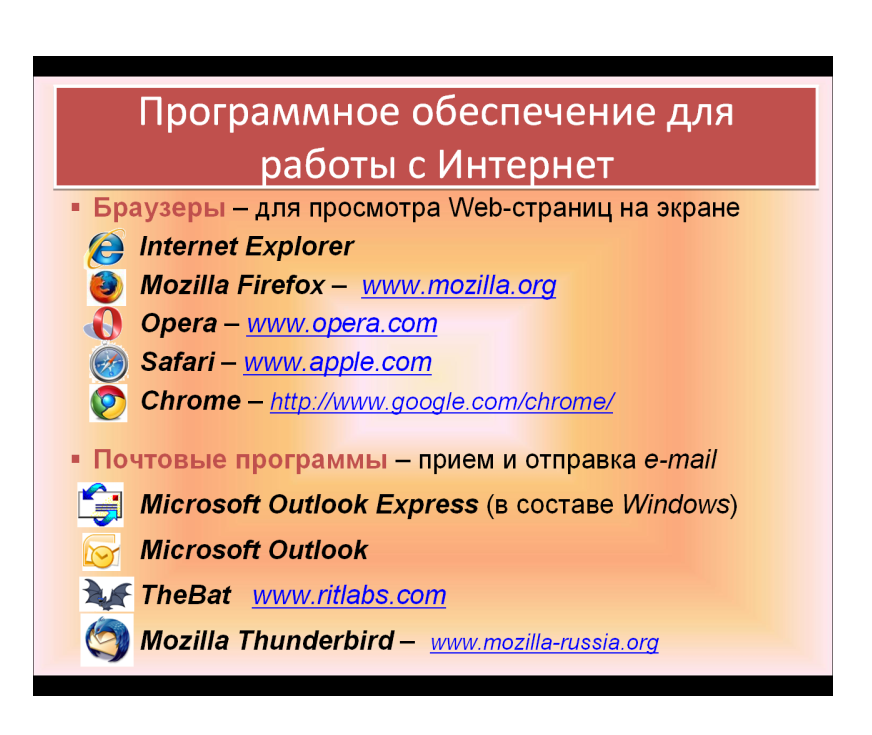 Программное обеспечение для
работы с Интернет
▪ Браузеры – для просмотра Web-страниц на экране
Internet Explorer
Mozilla Firefox – www.mozilla.org
Opera – www.opera.com
Safari – www.apple.com
Chrome – http://www.google.com/chrome/
▪ Почтовые программы – прием и отправка e-mail
Microsoft Outlook Express (в составе Windows)
Microsoft Outlook
TheBat www.ritlabs.com
Mozilla Thunderbird – www.mozilla-russia.org